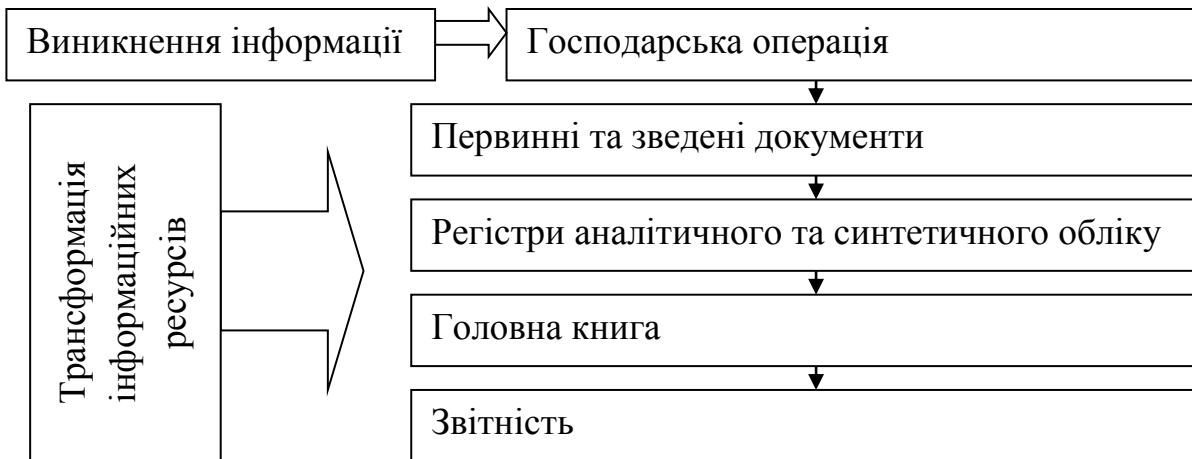 Виникнення інформації
Господарська операція
Первинні та зведені документи
Трансформація
інформаційних
ресурсів
Регістри аналітичного та синтетичного обліку
Головна книга
Звітність